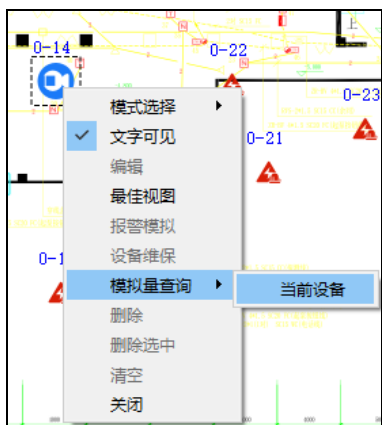 上
0-14
0-22
0-23
模式选择
✓ 文字可见
0-21
编辑
最佳视图
报警模拟
设备维保
0-1
模拟量查询
当前设备
删除
删除选中
清空
关闭